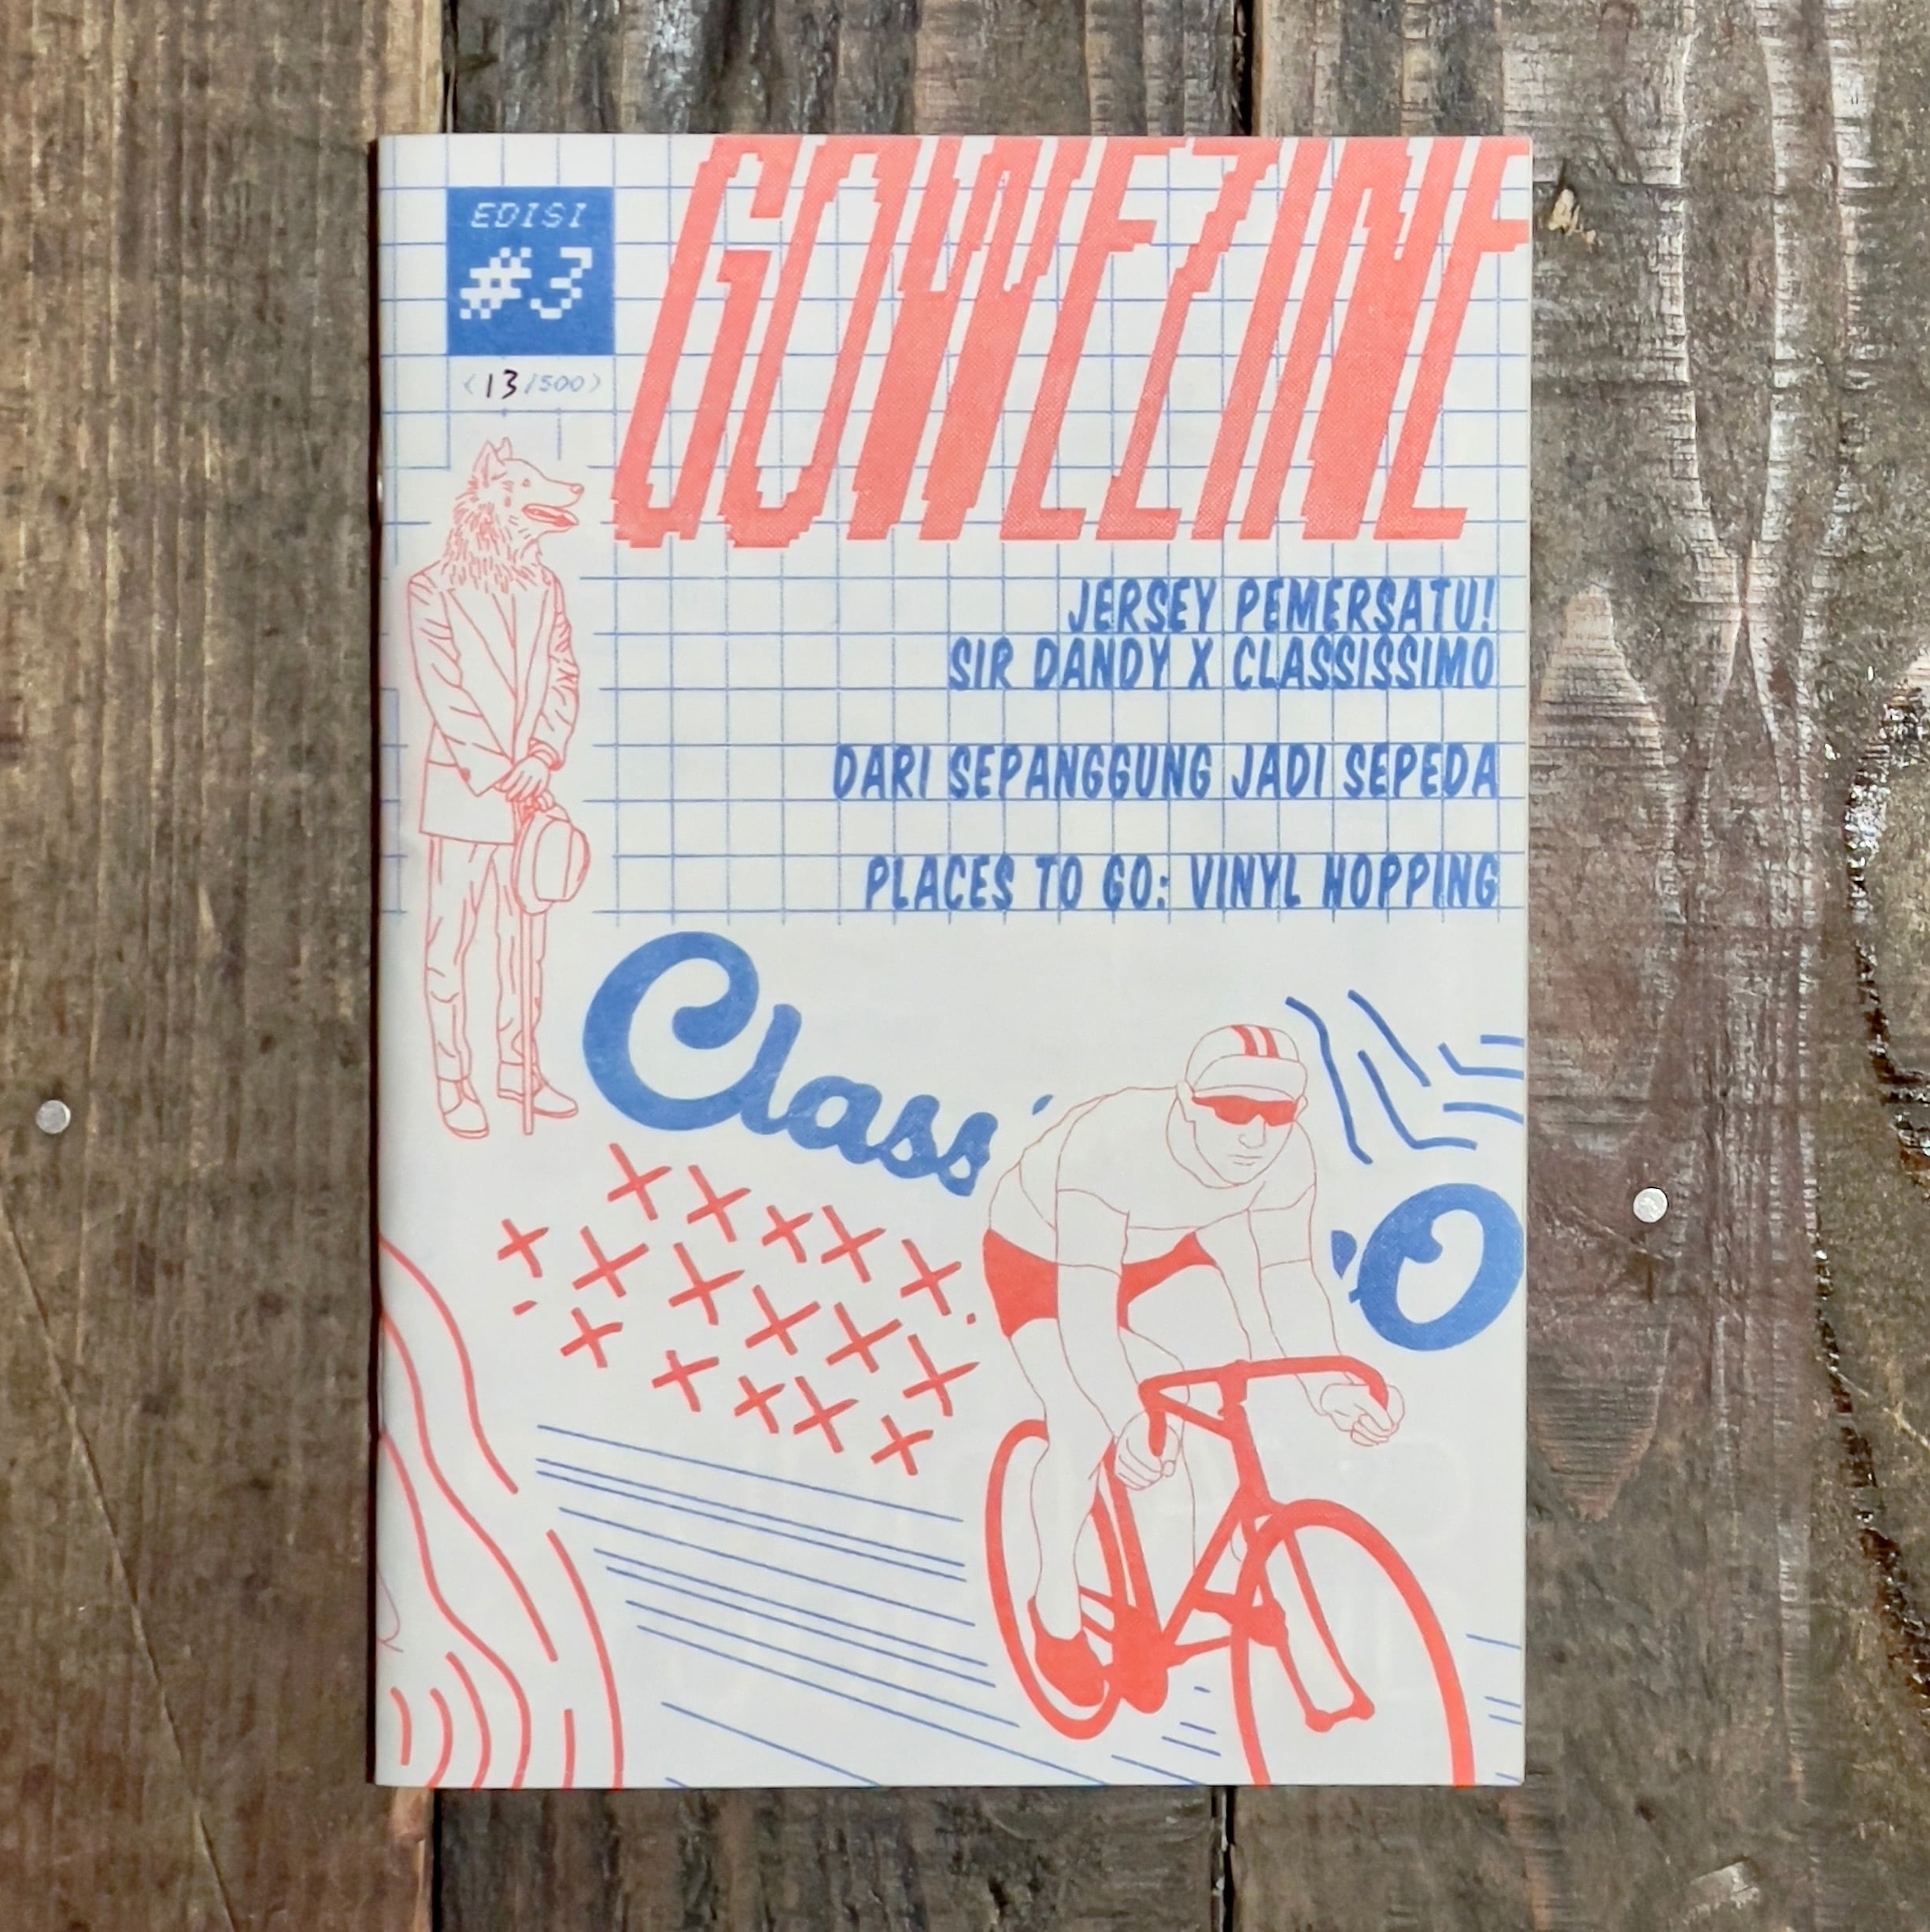 GOWEZINE
EDISI
#3
(13/500)
JERSEY PEMERSATU!
SIR DANDY X CLASSISSIMO
DARI SEPANGGUNG JADI SEPEDA
PLACES TO GO: VINYL HOPPING
Class
O